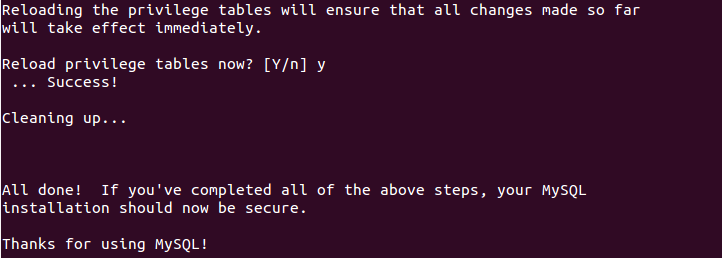 Reloading the privilege tables will ensure that all changes made so far
will take effect immediately.
Reload privilege tables now? [Y/n] y
 ... Success!
Cleaning up...
All done!  If you've completed all of the above steps, your MySQL
installation should now be secure.
Thanks for using MySQL!